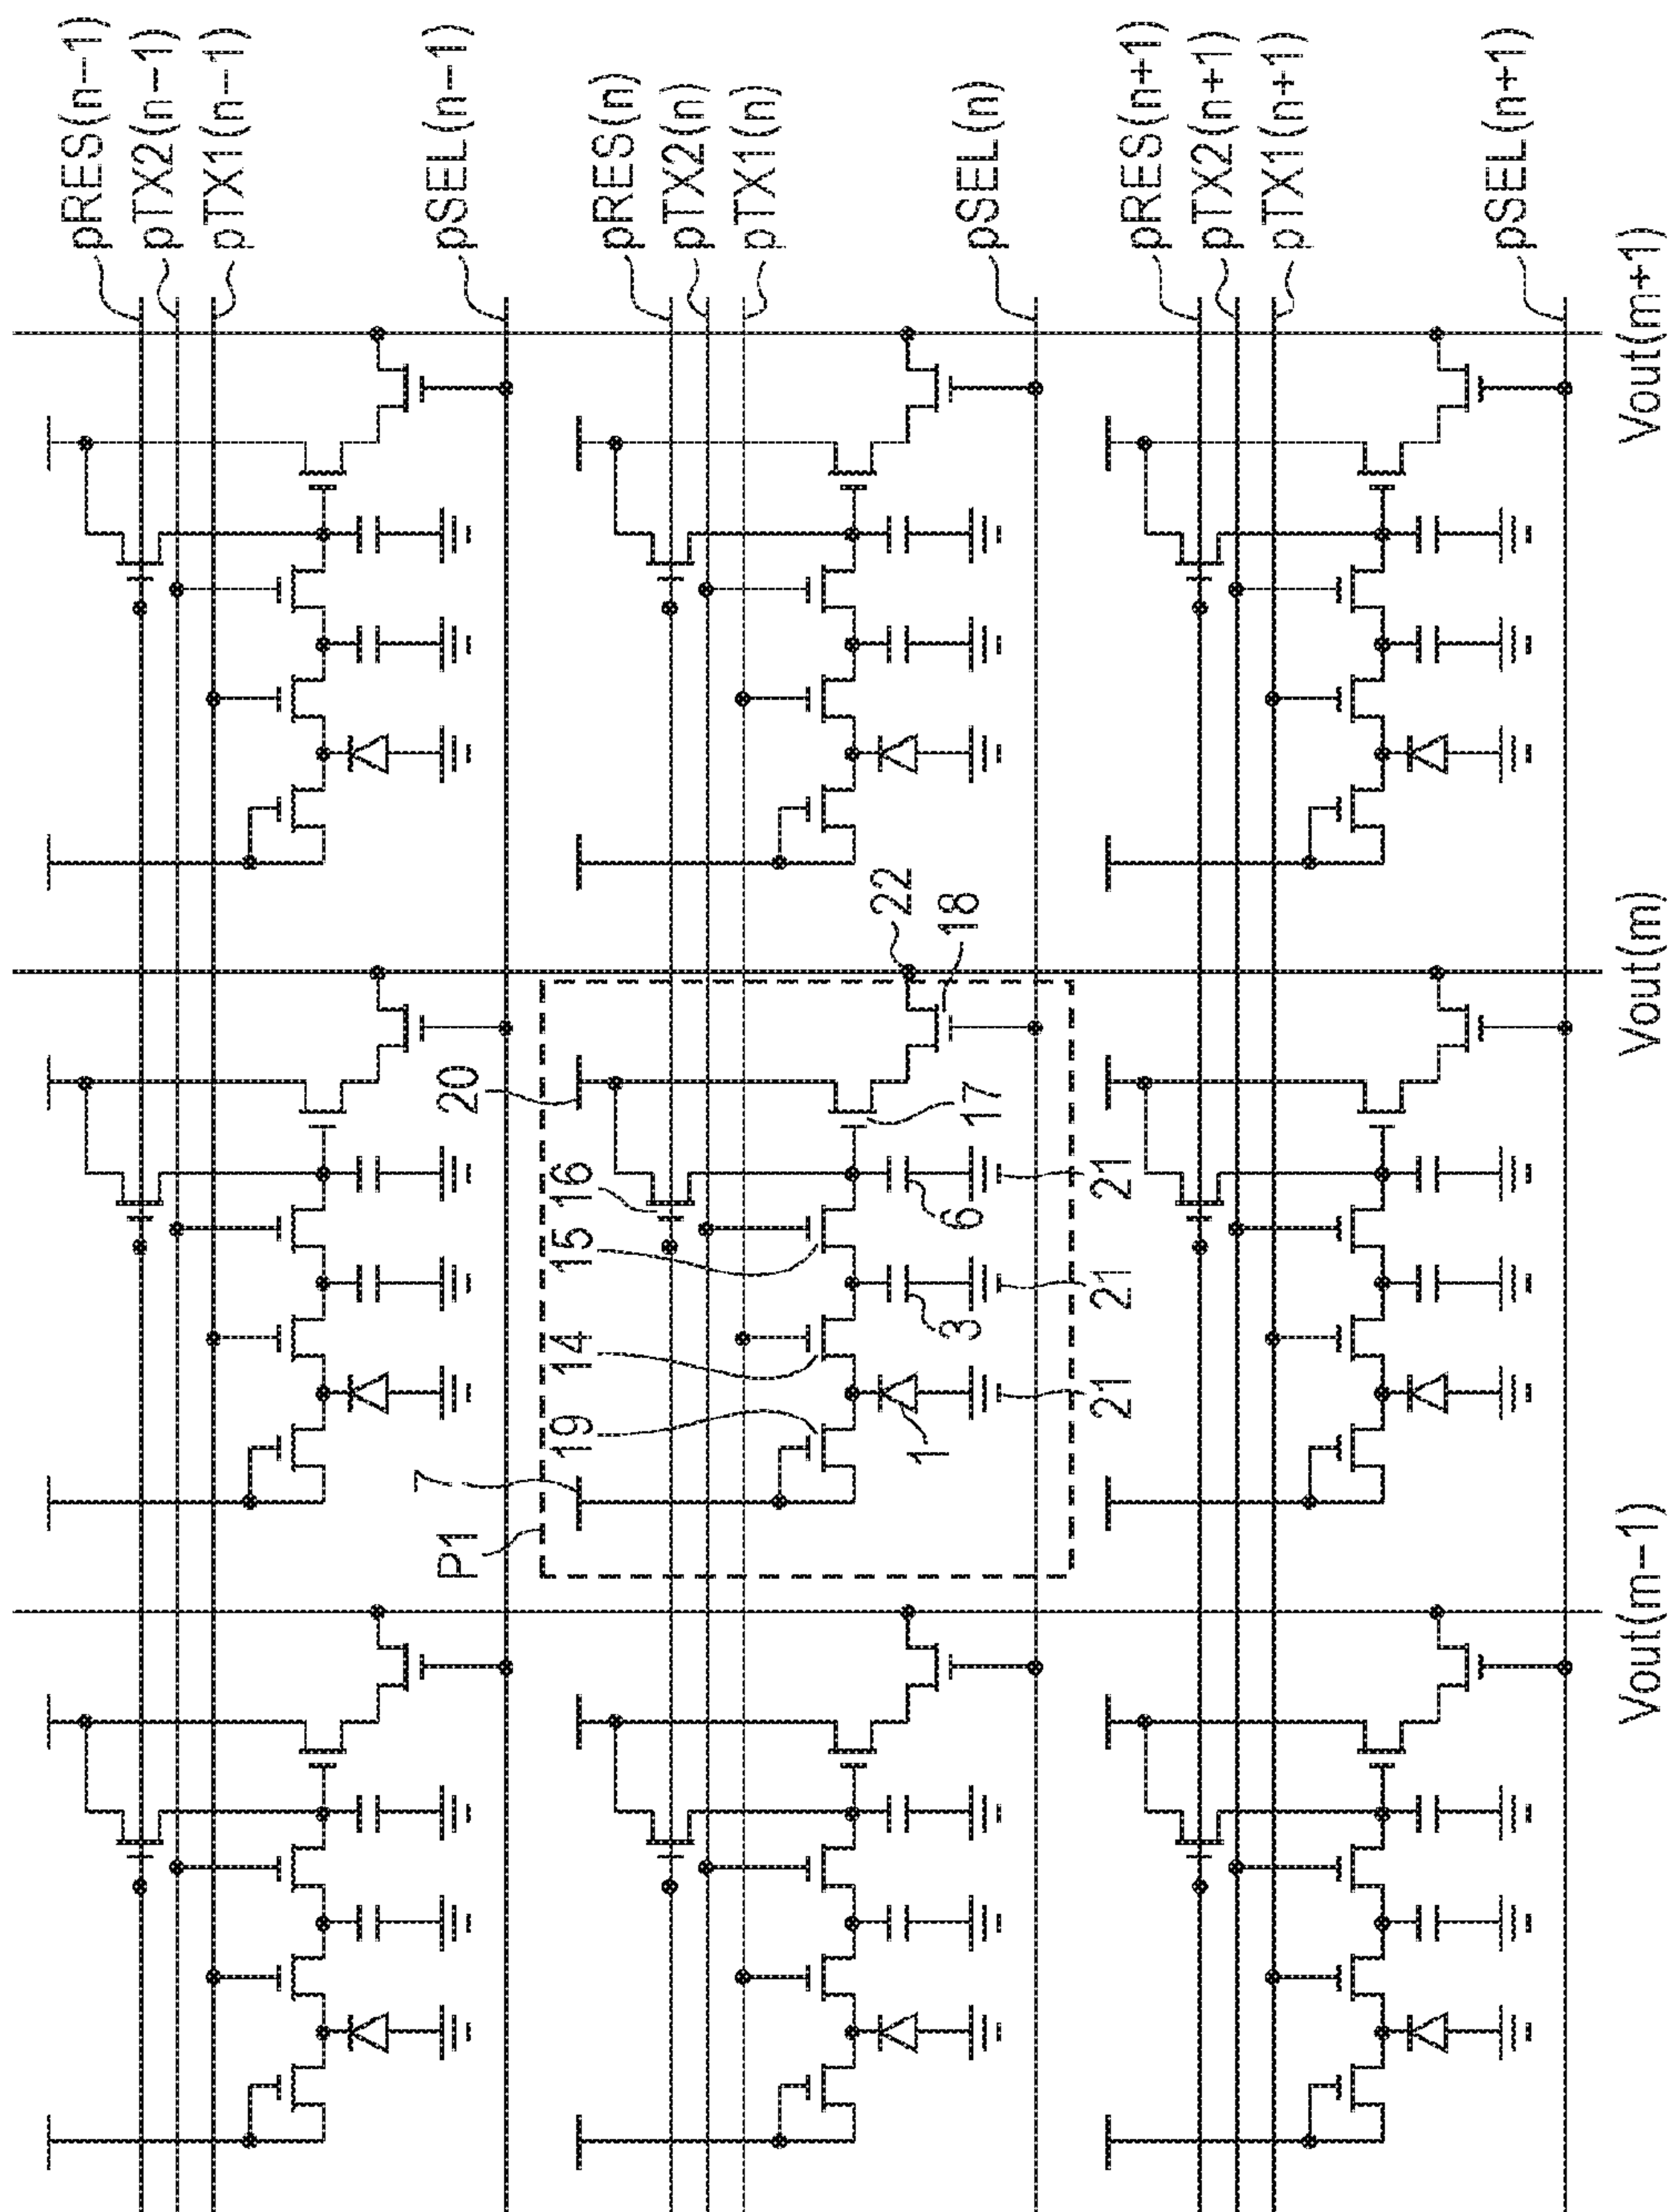 pRES(n-1)
pTX2(n-1)
pTX1(n-1)
pSEL(n-1)
pRES(n)
pTX2(n)
pTX1(n)
pSEL(n)
pRES(n+1)
pTX2(n+1)
pTX1(n+1)
pSEL(n+1)
P1
7
19
14
15
16
20
22
18
17
1
3
6
21
21
21
Vout(m-1)
Vout(m)
Vout(m+1)